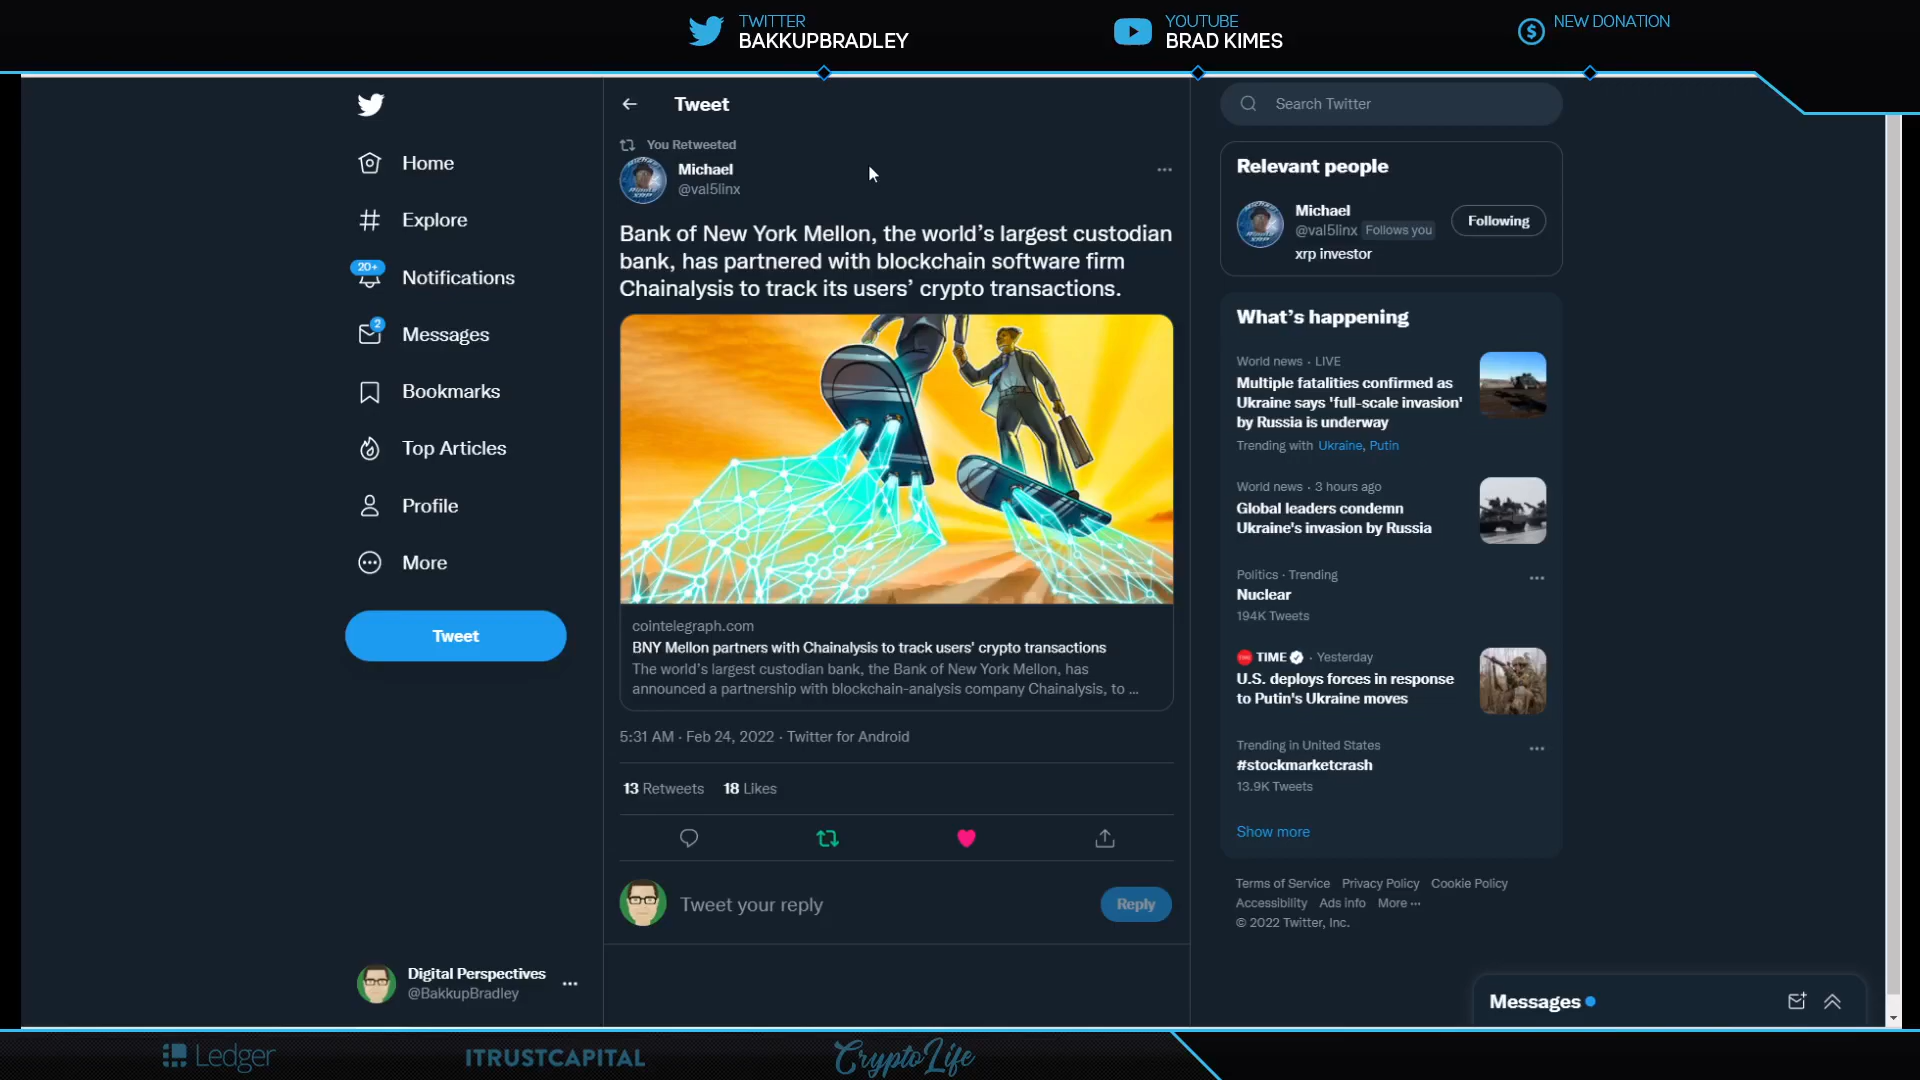 TWITTER
BAKKUPBRADLEY
YOUTUBE
BRAD KIMES
NEW DONATION
Home
Explore
20+
Notifications
2
Messages
Bookmarks
Top Articles
Profile
More
Tweet
Digital Perspectives
@BakkupBradley
Tweet
You Retweeted
Michael
@val5linx
Bank of New York Mellon, the world’s largest custodian
bank, has partnered with blockchain software firm
Chainalysis to track its users’ crypto transactions.
cointelegraph.com
BNY Mellon partners with Chainalysis to track users' crypto transactions
The world’s largest custodian bank, the Bank of New York Mellon, has
announced a partnership with blockchain-analysis company Chainalysis, to ...
5:31 AM · Feb 24, 2022 · Twitter for Android
13 Retweets 18 Likes
Tweet your reply
Reply
Search Twitter
Relevant people
Michael
@val5linx Follows you
Following
xrp investor
What’s happening
World news · LIVE
Multiple fatalities confirmed as
Ukraine says 'full-scale invasion'
by Russia is underway
Trending with Ukraine, Putin
World news · 3 hours ago
Global leaders condemn
Ukraine's invasion by Russia
Politics · Trending
Nuclear
194K Tweets
TIME · Yesterday
U.S. deploys forces in response
to Putin's Ukraine moves
Trending in United States
#stockmarketcrash
13.9K Tweets
Show more
Terms of Service Privacy Policy Cookie Policy
Accessibility Ads info More ···
© 2022 Twitter, Inc.
Messages
Ledger
ITRUSTCAPITAL
CryptoLife